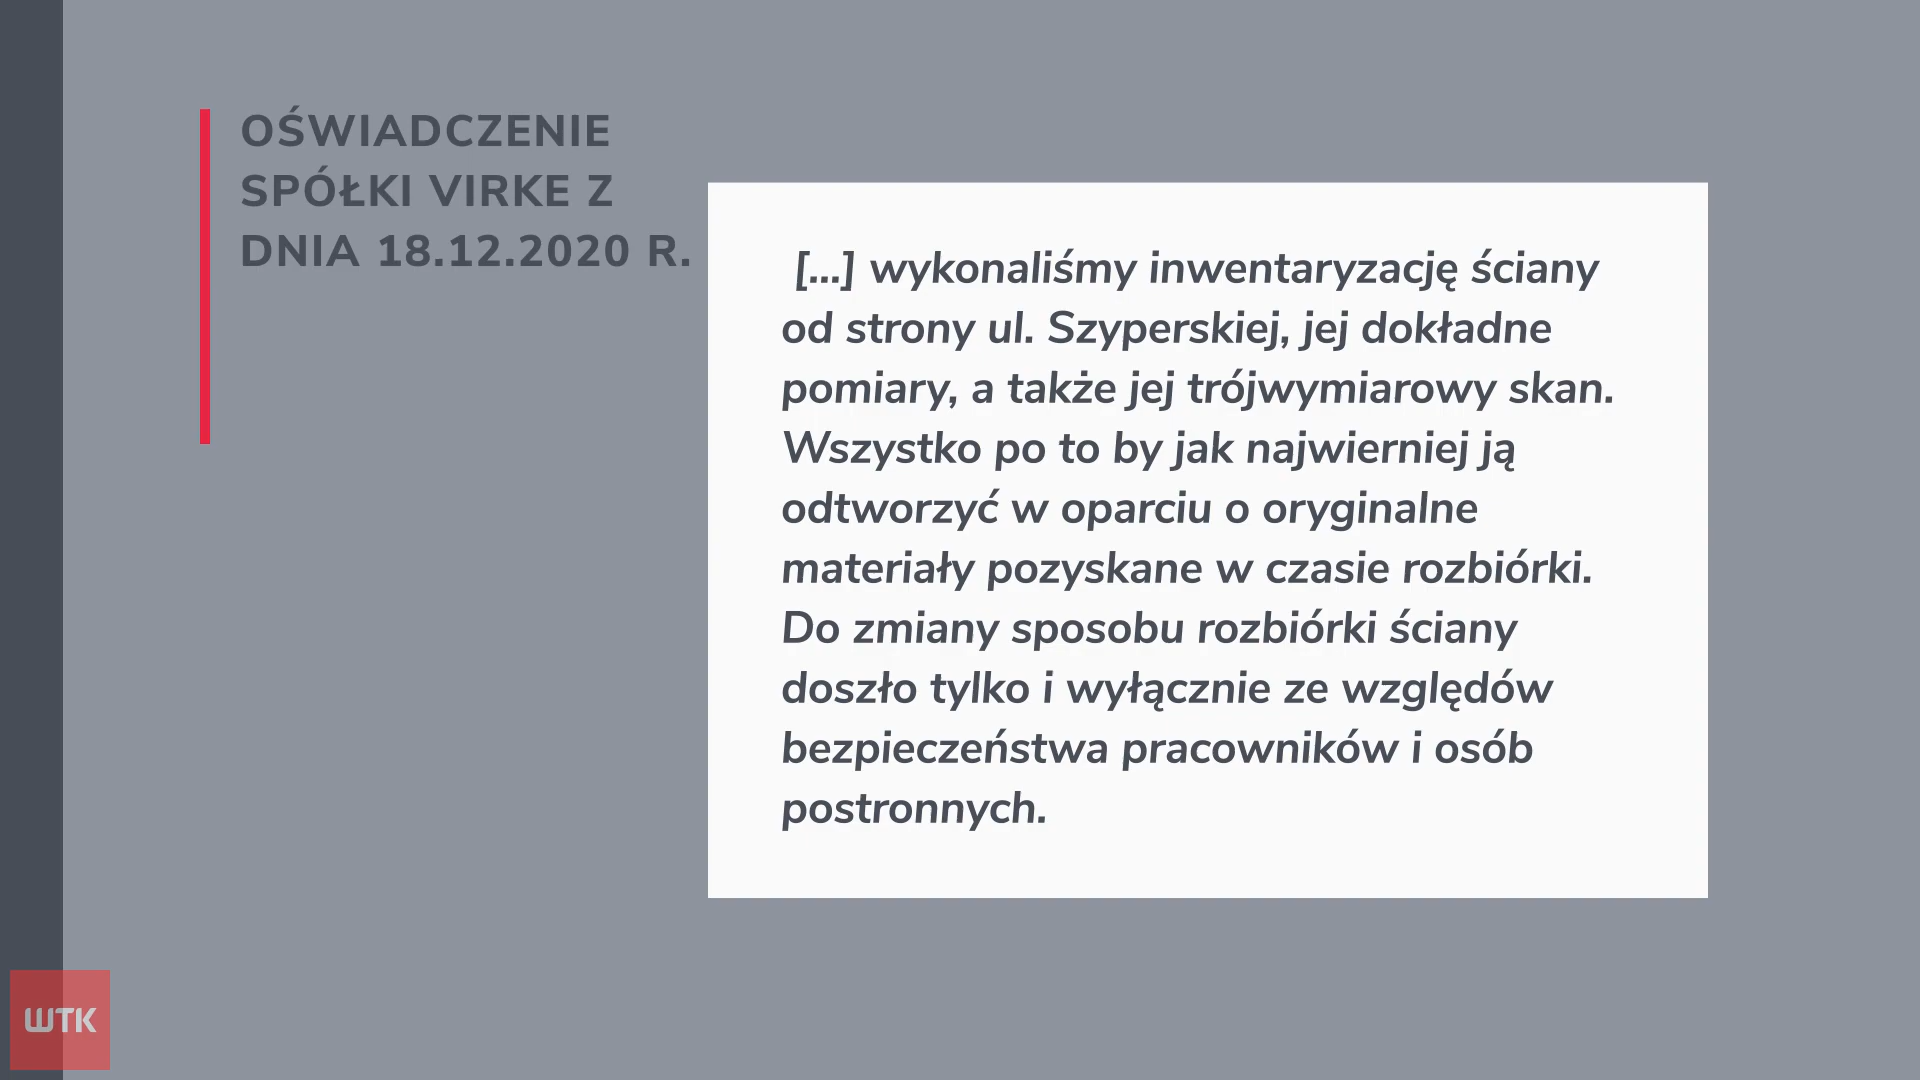 OŚWIADCZENIE
SPÓŁKI VIRKE Z
DNIA 18.12.2020 R.
[...] wykonaliśmy inwentaryzację ściany
od strony ul. Szyperskiej, jej dokładne
pomiary, a także jej trójwymiarowy skan.
Wszystko po to by jak najwierniej ją
odtworzyć w oparciu o oryginalne
materiały pozyskane w czasie rozbiórki.
Do zmiany sposobu rozbiórki ściany
doszło tylko i wyłącznie ze względów
bezpieczeństwa pracowników i osób
postronnych.
WTK